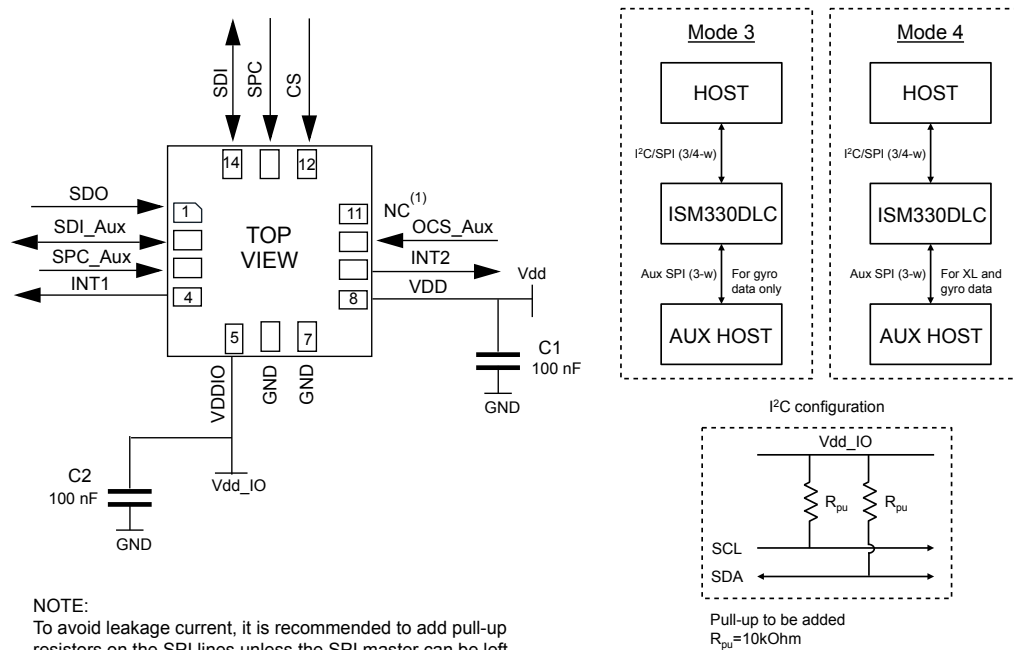 SDI
SPC
CS
14
12
SDO
SDI_Aux
SPC_Aux
INT1
1
4
TOP
VIEW
11
8
NC(1)
OCS_Aux
INT2
VDD
Vdd
C1
100 nF
GND
5
7
VDDIO
GND
GND
C2
100 nF
GND
Vdd_IO
NOTE:
To avoid leakage current, it is recommended to add pull-up
resistors on the SPI lines unless the SPI master can be left
Mode 3
HOST
I²C/SPI (3/4-w)
ISM330DLC
Aux SPI (3-w)
For gyro
data only
AUX HOST
Mode 4
HOST
I²C/SPI (3/4-w)
ISM330DLC
Aux SPI (3-w)
For XL and
gyro data
AUX HOST
I²C configuration
Vdd_IO
Rpu
Rpu
SCL
SDA
Pull-up to be added
Rpu=10kOhm